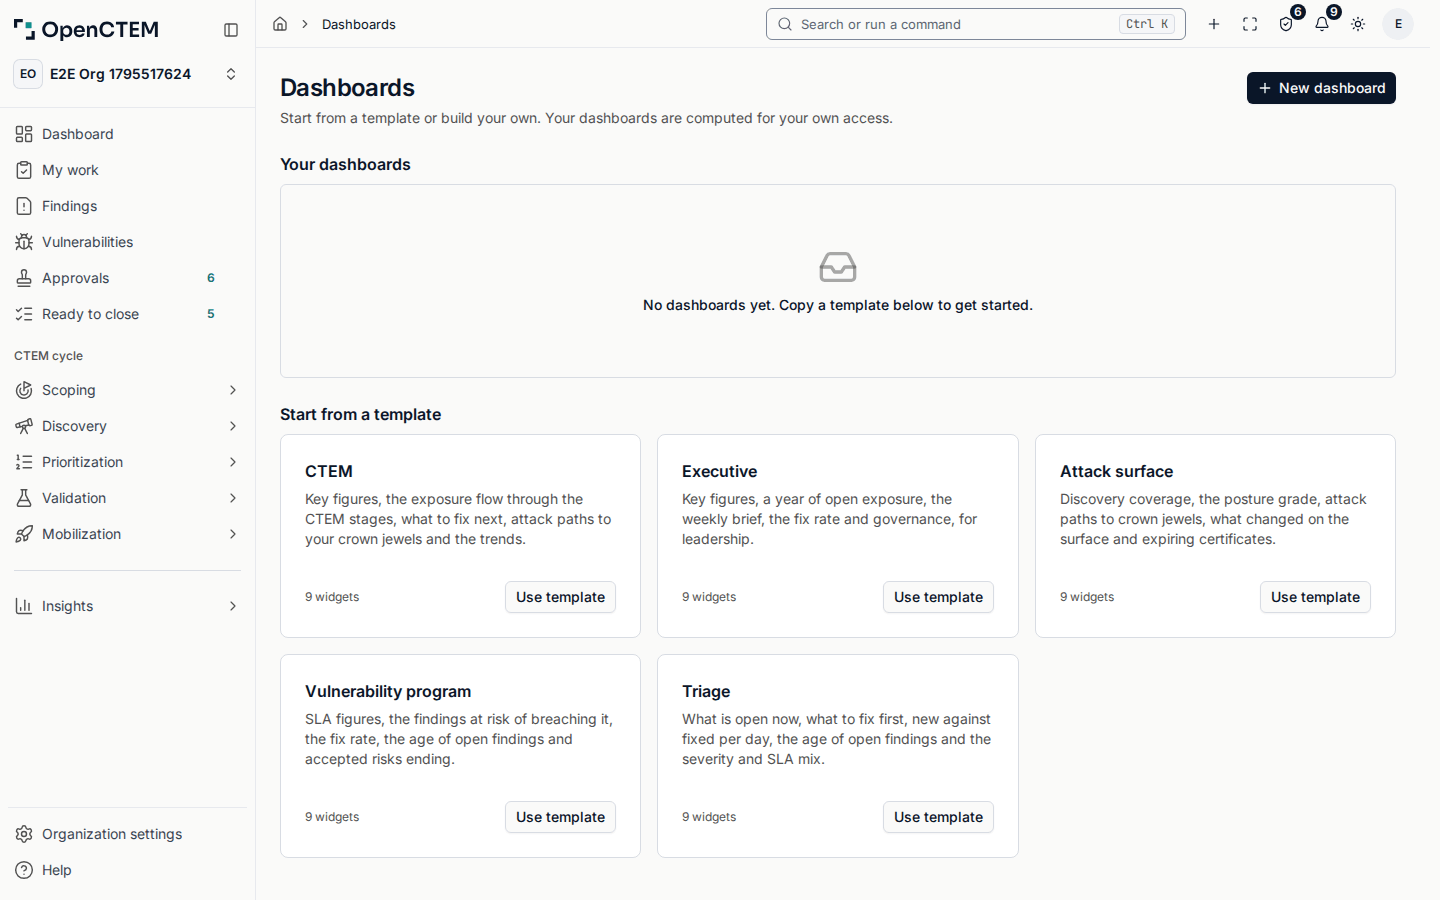 OpenCTEM
EO E2E Org 1795517624
Dashboard
My work
Findings
Vulnerabilities
Approvals 6
Ready to close 5
CTEM cycle
Scoping
Discovery
Prioritization
Validation
Mobilization
Insights
Organization settings
Help
Dashboards
Search or run a command Ctrl K
6
9
E
Dashboards
New dashboard
Start from a template or build your own. Your dashboards are computed for your own access.
Your dashboards
No dashboards yet. Copy a template below to get started.
Start from a template
CTEM
Key figures, the exposure flow through the
CTEM stages, what to fix next, attack paths to
your crown jewels and the trends.
9 widgets Use template
Executive
Key figures, a year of open exposure, the
weekly brief, the fix rate and governance, for
leadership.
9 widgets Use template
Attack surface
Discovery coverage, the posture grade, attack
paths to crown jewels, what changed on the
surface and expiring certificates.
9 widgets Use template
Vulnerability program
SLA figures, the findings at risk of breaching it,
the fix rate, the age of open findings and
accepted risks ending.
9 widgets Use template
Triage
What is open now, what to fix first, new against
fixed per day, the age of open findings and the
severity and SLA mix.
9 widgets Use template